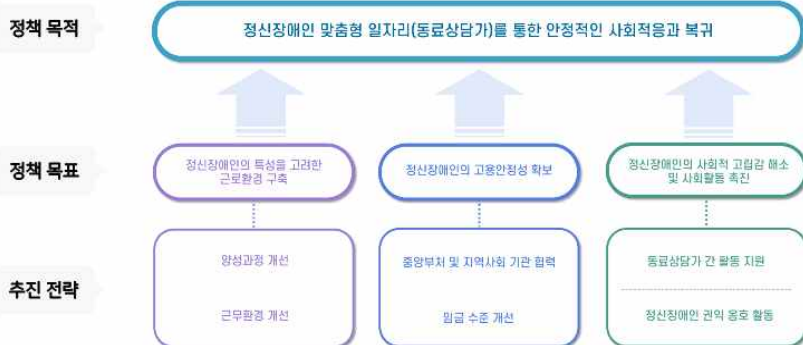 정책 목적
정신장애인 맞춤형 일자리(동료상담가)를 통한 안정적인 사회적응과 복귀
정책 목표
정신장애인의 특성을 고려한
근로환경 구축
정신장애인의 고용안정성 확보
정신장애인의 사회적 고립감 해소
및 사회활동 촉진
추진 전략
양성과정 개선
근무환경 개선
중앙부처 및 지역사회 기관 협력
임금 수준 개선
동료상담가 간 활동 지원
정신장애인 권익 옹호 활동